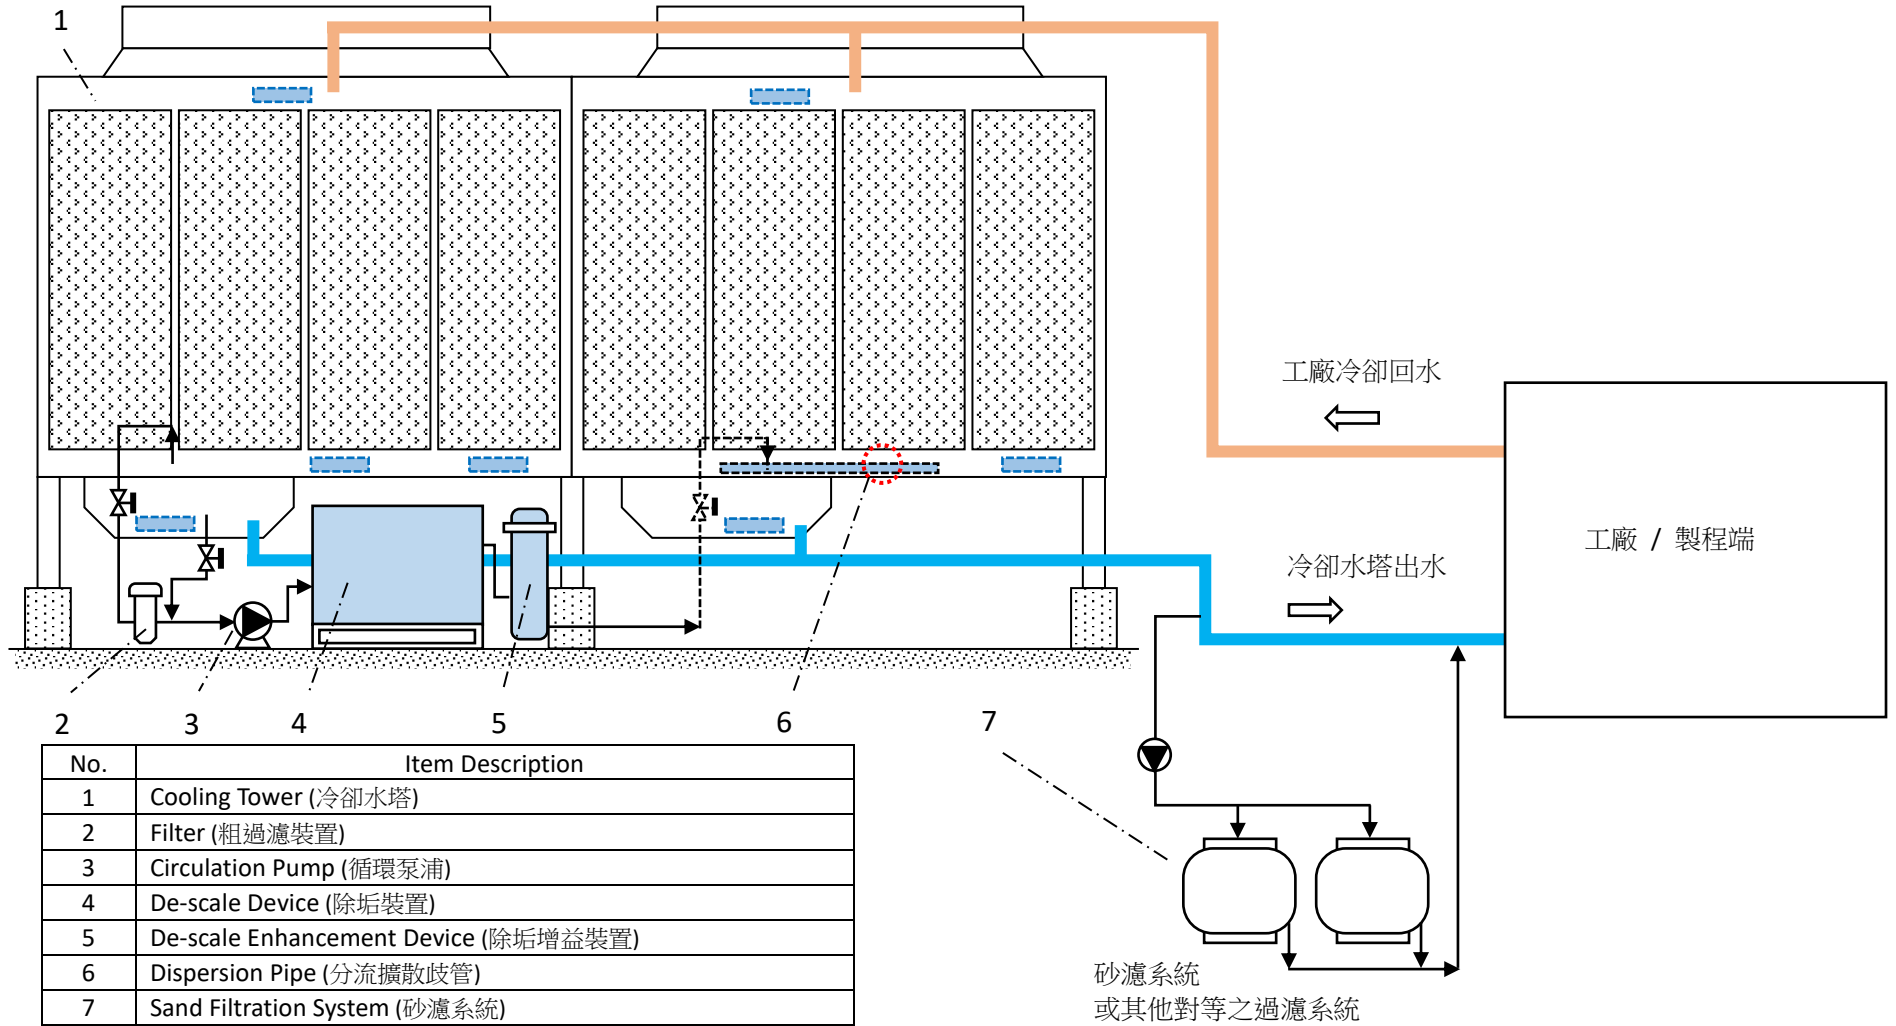 1
工廠冷卻回水
工廠 / 製程端
冷卻水塔出水
2 3 4 5 6 7
No. Item Description
1 Cooling Tower (冷卻水塔)
2 Filter (粗過濾裝置)
3 Circulation Pump (循環泵浦)
4 De-scale Device (除垢裝置)
5 De-scale Enhancement Device (除垢增益裝置)
6 Dispersion Pipe (分流擴散歧管)
7 Sand Filtration System (砂濾系統)
砂濾系統
或其他對等之過濾系統